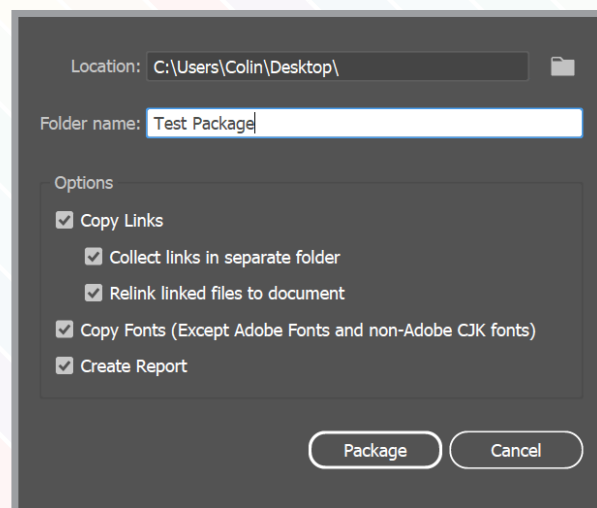 Location: C:\Users\Colin\Desktop\
Folder name: Test Package
Options
Copy Links
Collect links in separate folder
Relink linked files to document
Copy Fonts (Except Adobe Fonts and non-Adobe CJK fonts)
Create Report
Package Cancel